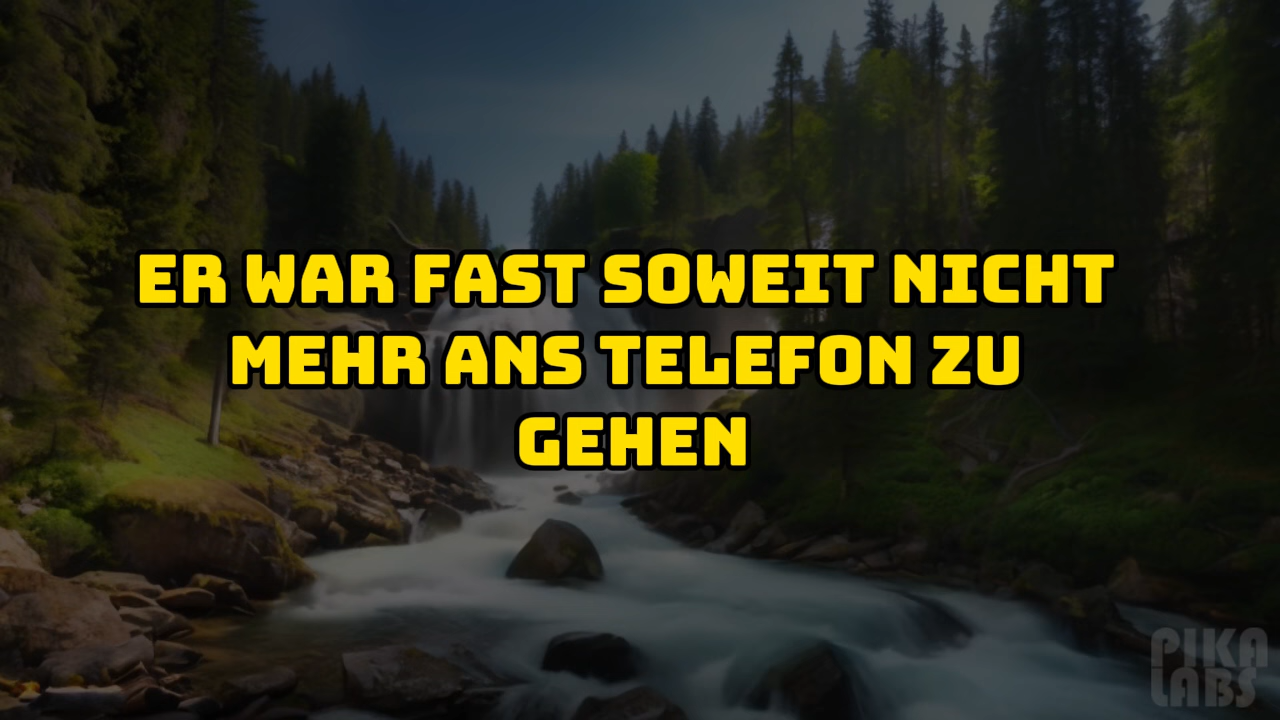 ER WAR FAST SOWEIT NICHT
MEHR ANS TELEFON ZU
GEHEN
PIKA
LABS